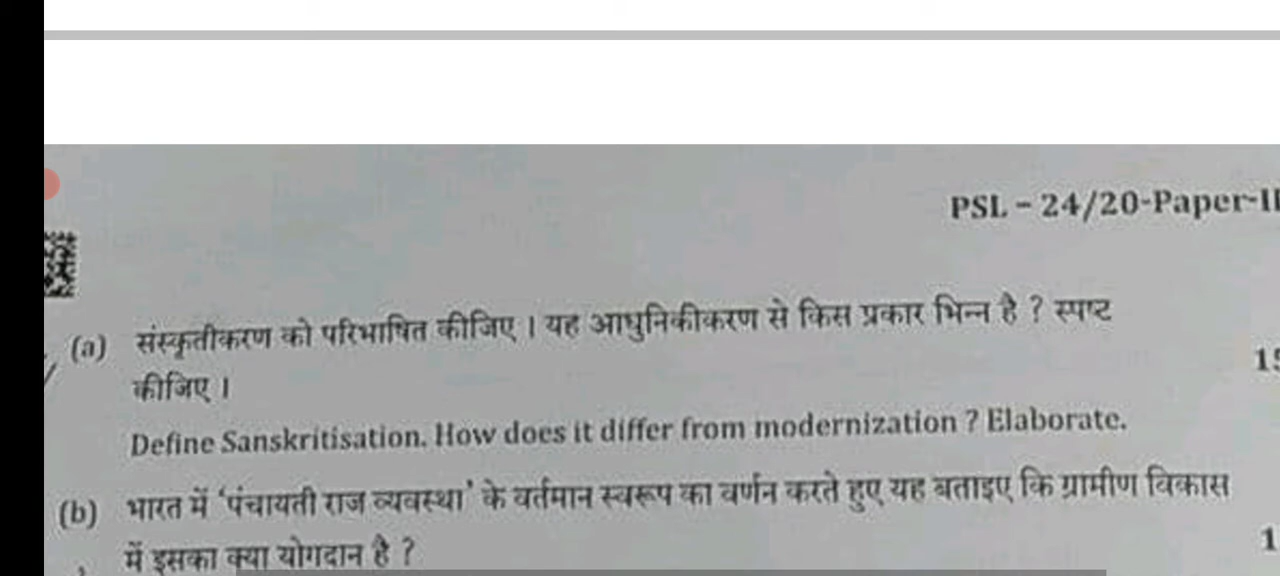 PSL - 24/20-Paper-II
(a) संस्कृतीकरण को परिभाषित कीजिए । यह आधुनिकीकरण से किस प्रकार भिन्न है ? स्पष्ट
कीजिए ।
Define Sanskritisation. How does it differ from modernization ? Elaborate.
(b) भारत में ‘पंचायती राज व्यवस्था’ के वर्तमान स्वरूप का वर्णन करते हुए यह बताइए कि ग्रामीण विकास
में इसका क्या योगदान है ?